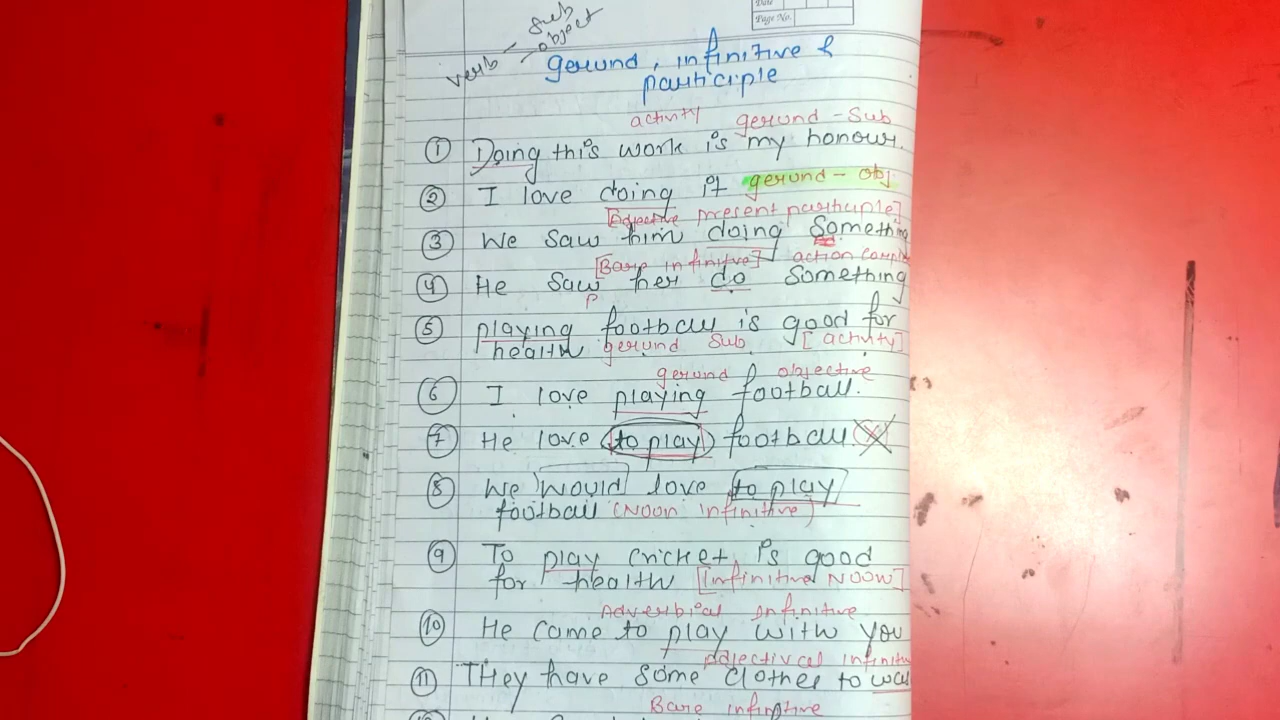 Date
Page No.
sub
verb - object
gerund, infinitive &
participle
activity gerund - Sub
① Doing this work is my honour.
② I love doing it gerund - obj
[Adjective present participle]
③ We saw him doing Something
[Bare infinitive] action comple
④ He saw her do Something
P
⑤ playing football is good for
health gerund Sub [activity]
gerund objective
⑥ I love playing football.
⑦ He love to play football.
⑧ We would love to play
football (Noun infinitive)
⑨ To play cricket is good
for health [Infinitive Noun]
Adverbial Infinitive
⑩ He came to play with you
Adjectival infinitiv
⑪ They have some clothes to was
Bare infinitive